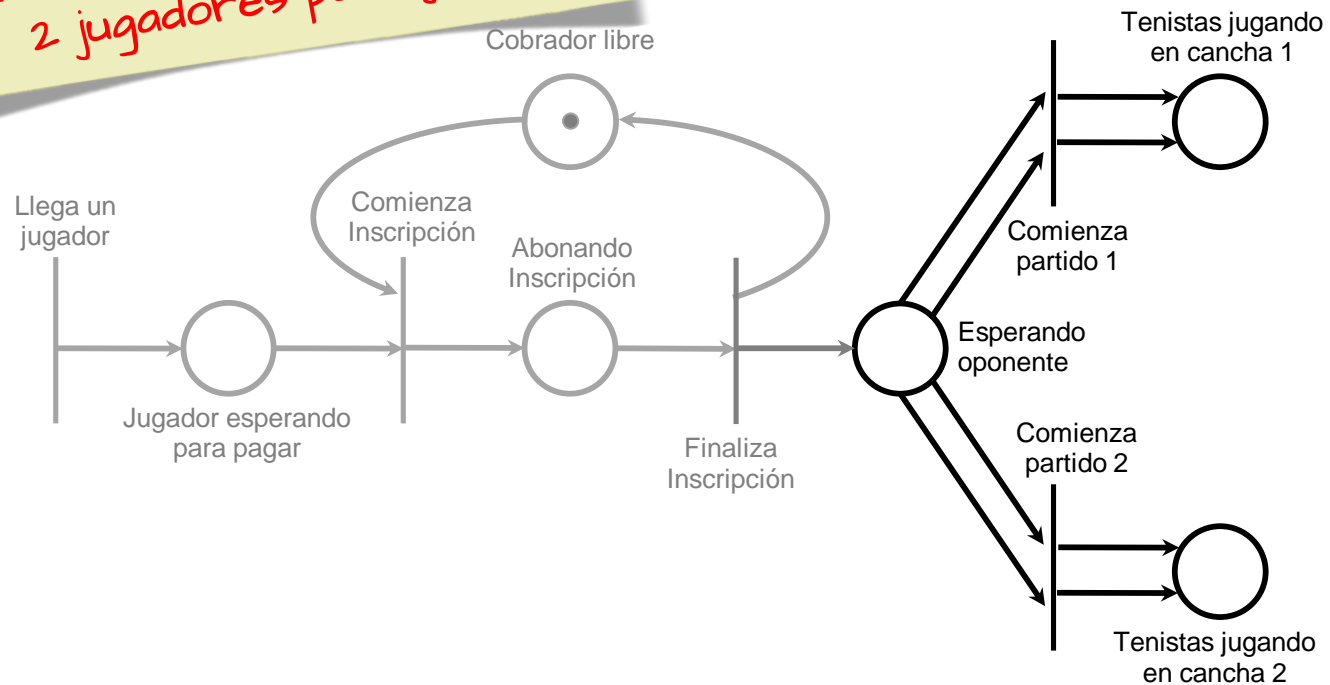 2 jugadores
Cobrador libre
Tenistas jugando
en cancha 1
Llega un
jugador
Comienza
Inscripción
Abonando
Inscripción
Comienza
partido 1
Esperando
oponente
Jugador esperando
para pagar
Finaliza
Inscripción
Comienza
partido 2
Tenistas jugando
en cancha 2